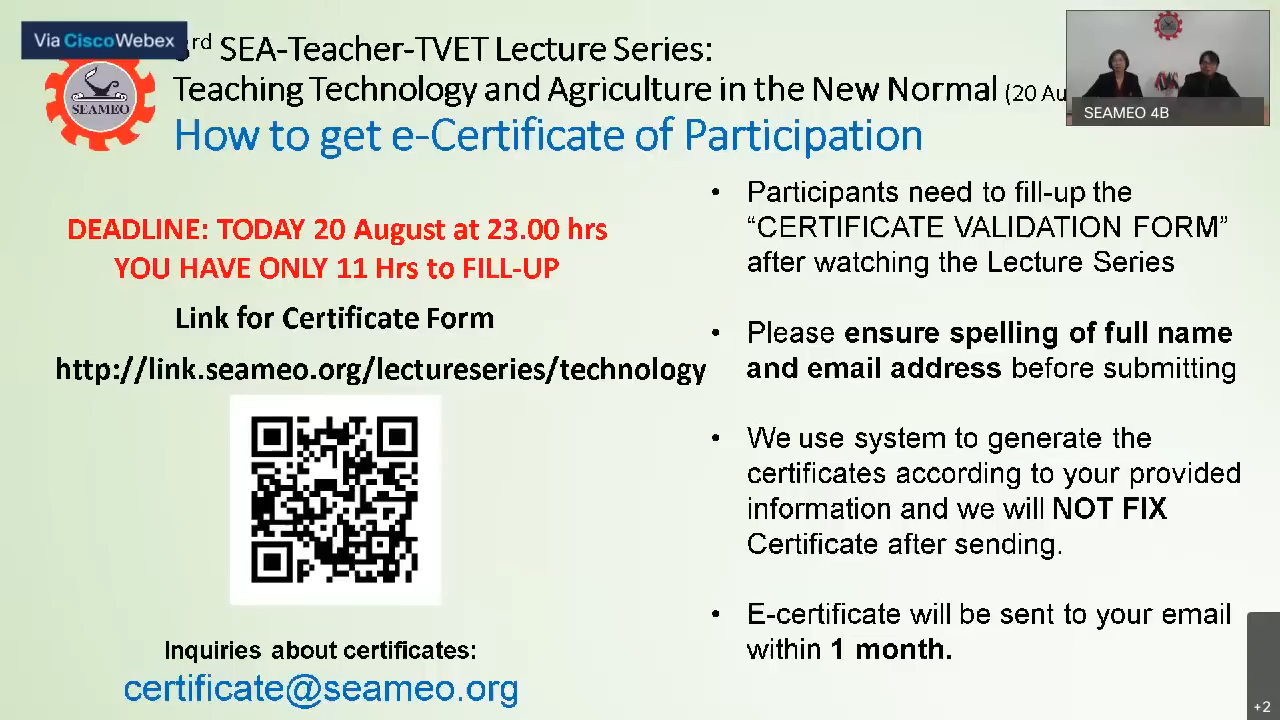 Via CiscoWebex
rd SEA-Teacher-TVET Lecture Series:
Teaching Technology and Agriculture in the New Normal (20 Au
How to get e-Certificate of Participation
SEAMEO
SEAMEO 4B
DEADLINE: TODAY 20 August at 23.00 hrs
YOU HAVE ONLY 11 Hrs to FILL-UP
Link for Certificate Form
http://link.seameo.org/lectureseries/technology
Inquiries about certificates:
certificate@seameo.org
• Participants need to fill-up the
“CERTIFICATE VALIDATION FORM”
after watching the Lecture Series
• Please ensure spelling of full name
and email address before submitting
• We use system to generate the
certificates according to your provided
information and we will NOT FIX
Certificate after sending.
• E-certificate will be sent to your email
within 1 month.
+2